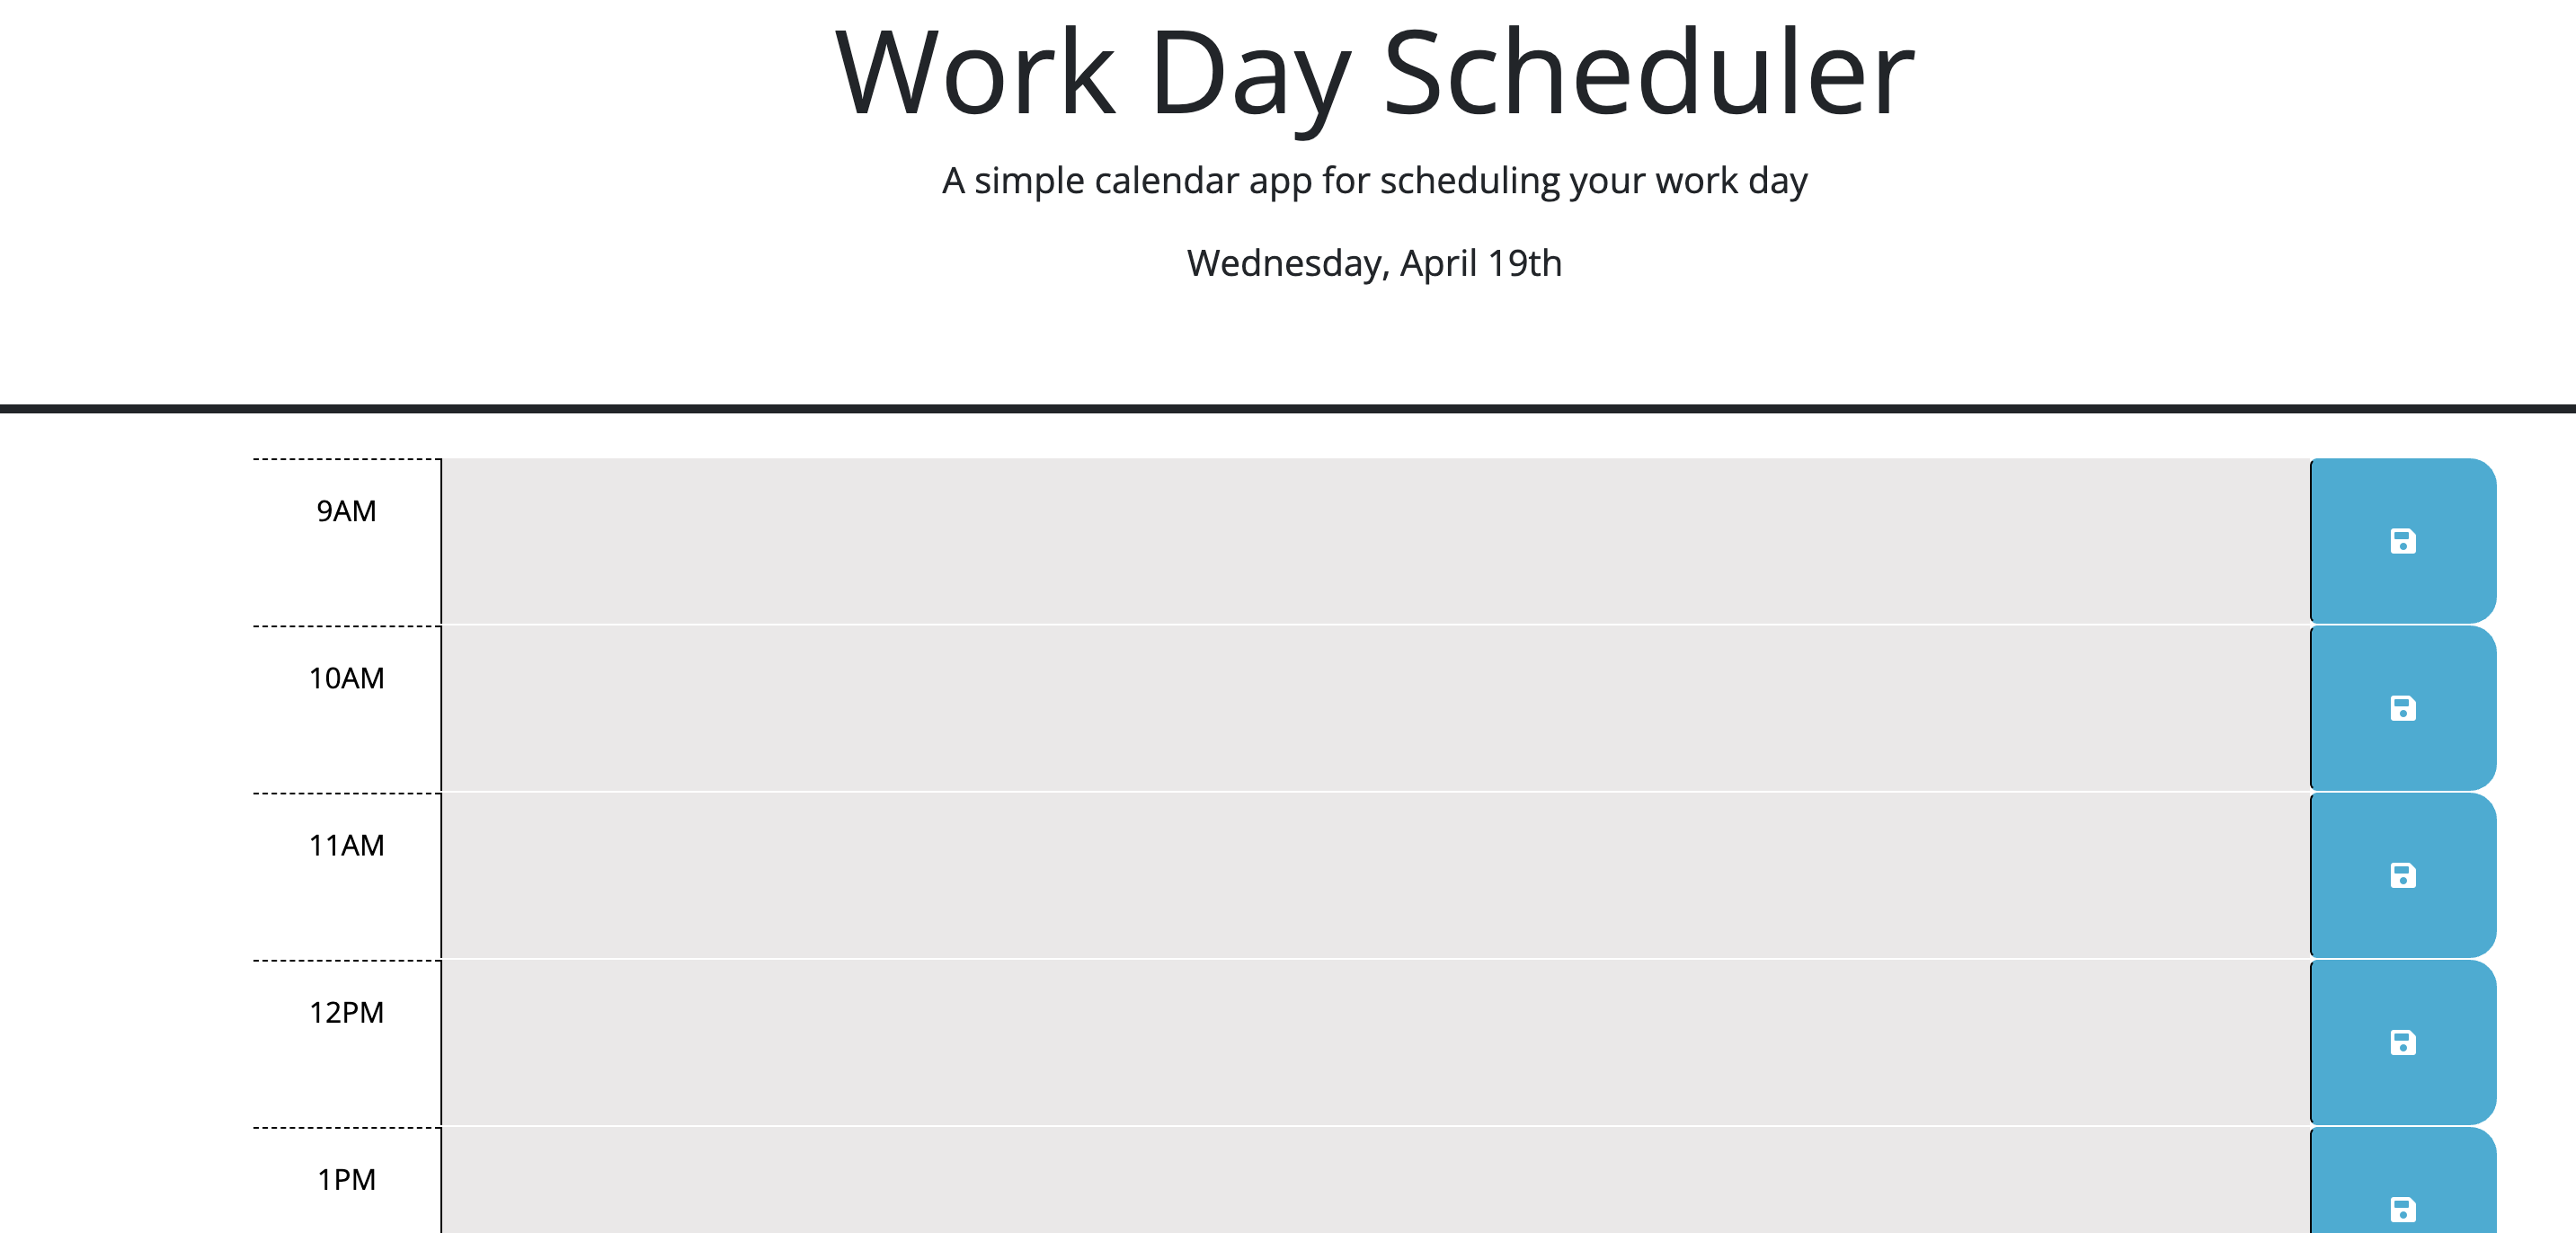 Work Day Scheduler
A simple calendar app for scheduling your work day
Wednesday, April 19th
9AM
10AM
11AM
12PM
1PM